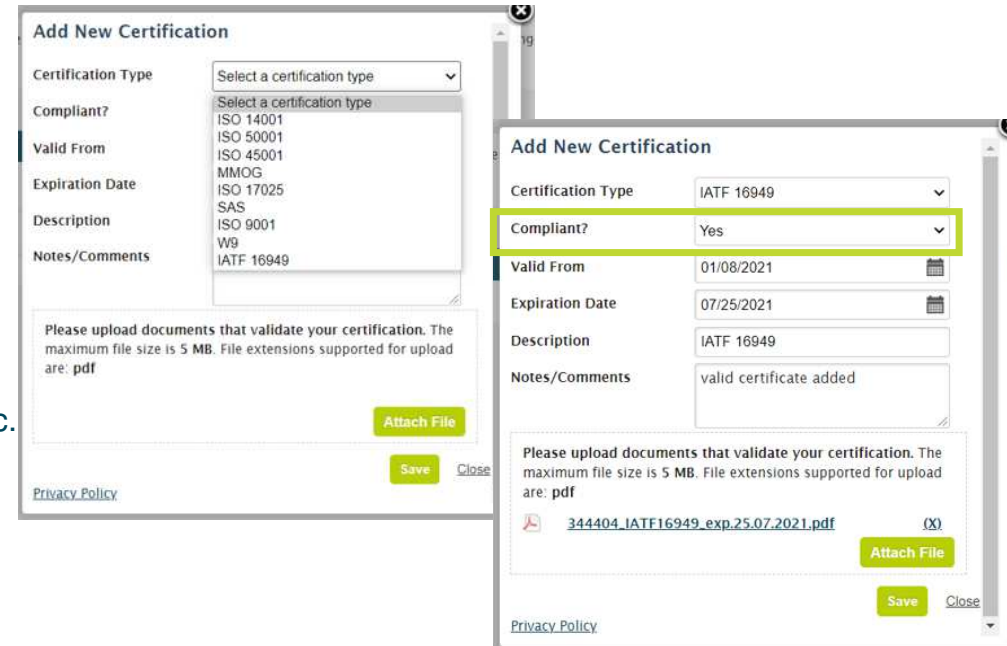 Add New Certification
Certification Type
Select a certification type
Select a certification type
ISO 14001
ISO 50001
ISO 45001
MMOG
ISO 17025
SAS
ISO 9001
W9
IATF 16949
Compliant?
Valid From
Expiration Date
Description
Notes/Comments
Please upload documents that validate your certification. The
maximum file size is 5 MB. File extensions supported for upload
are: pdf
Attach File
Save Close
Privacy Policy
c.
ng
Add New Certification
Certification Type IATF 16949
Compliant? Yes
Valid From 01/08/2021
Expiration Date 07/25/2021
Description IATF 16949
Notes/Comments valid certificate added
Please upload documents that validate your certification. The
maximum file size is 5 MB. File extensions supported for upload
are: pdf
344404_IATF16949_exp.25.07.2021.pdf (X)
Attach File
Save Close
Privacy Policy